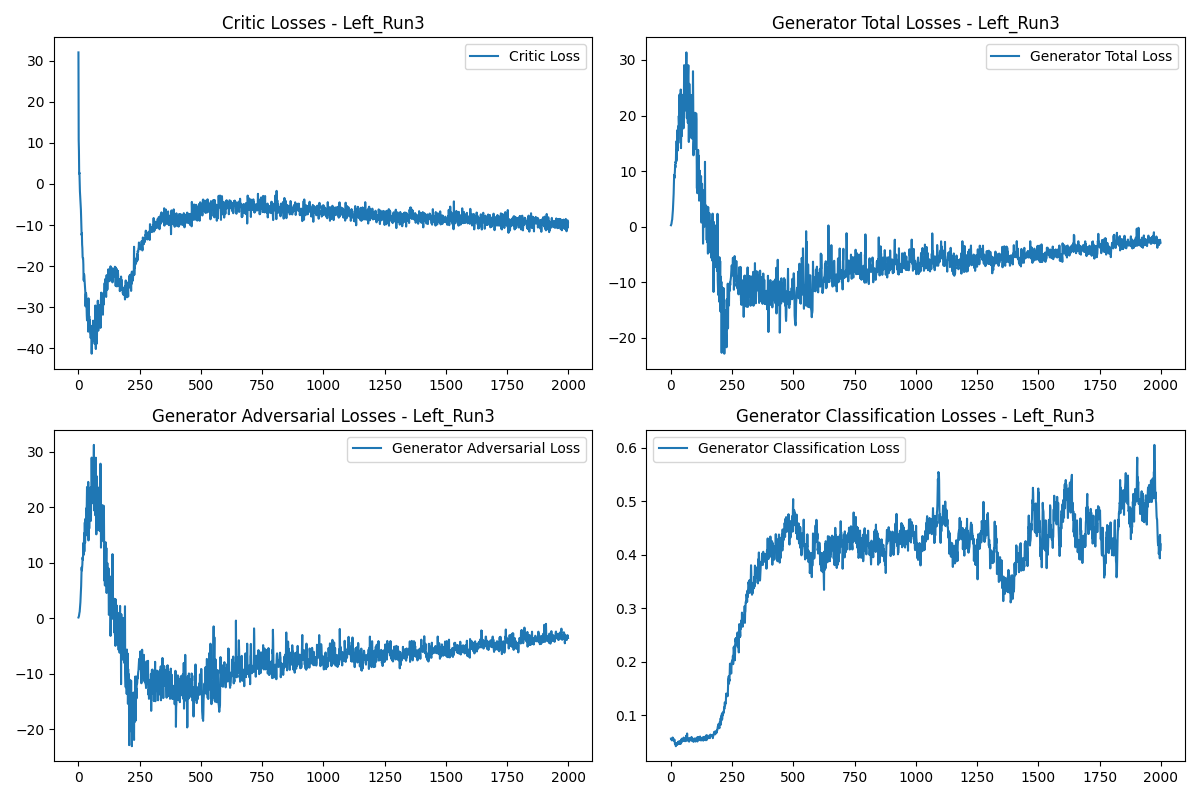 Critic Losses - Left_Run3
Critic Loss
30
20
10
0
−10
−20
−30
−40
0 250 500 750 1000 1250 1500 1750 2000
Generator Total Losses - Left_Run3
Generator Total Loss
30
20
10
0
−10
−20
0 250 500 750 1000 1250 1500 1750 2000
Generator Adversarial Losses - Left_Run3
Generator Adversarial Loss
30
20
10
0
−10
−20
0 250 500 750 1000 1250 1500 1750 2000
Generator Classification Losses - Left_Run3
Generator Classification Loss
0.6
0.5
0.4
0.3
0.2
0.1
0 250 500 750 1000 1250 1500 1750 2000